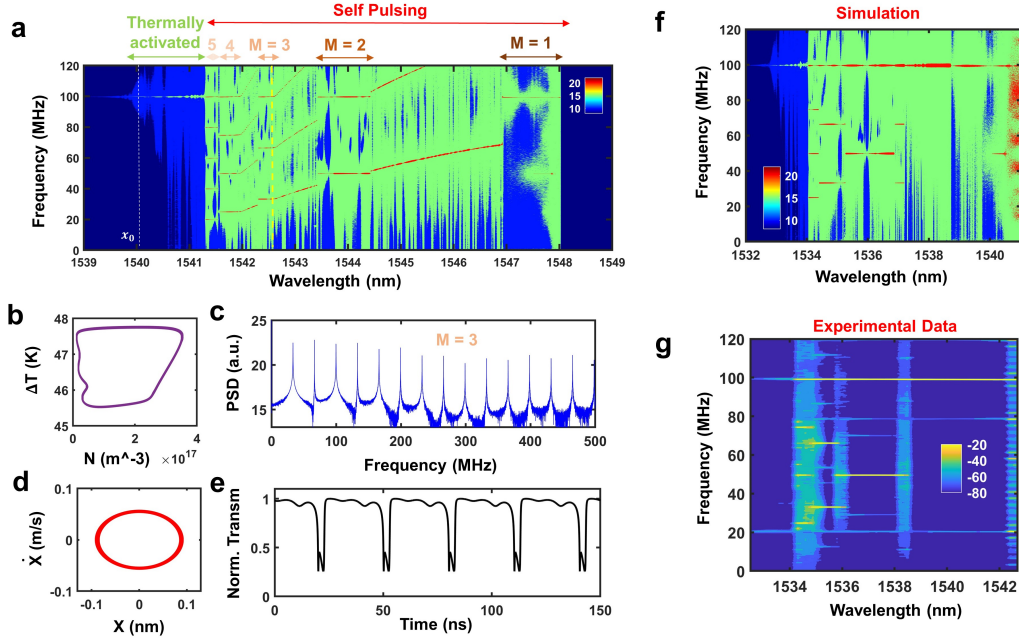 a
Self Pulsing
Thermally
activated
5 4 M = 3 M = 2 M = 1
Frequency (MHz)
120
100
80
60
40
20
0
20
15
10
x₀
1539 1540 1541 1542 1543 1544 1545 1546 1547 1548 1549
Wavelength (nm)
b
ΔT (K)
48
47
46
45
0 2 4
N (m^-3) ×10¹⁷
c
PSD (a.u.)
25
20
15
M = 3
0 100 200 300 400 500
Frequency (MHz)
d
Ẋ (m/s)
0.1
0
-0.1
-0.1 0 0.1
X (nm)
e
Norm. Transm
1
0.5
0
0 50 100 150
Time (ns)
f
Simulation
Frequency (MHz)
120
100
80
60
40
20
0
20
15
10
1532 1534 1536 1538 1540
Wavelength (nm)
g
Experimental Data
Frequency (MHz)
120
100
80
60
40
20
0
-20
-40
-60
-80
1534 1536 1538 1540 1542
Wavelength (nm)